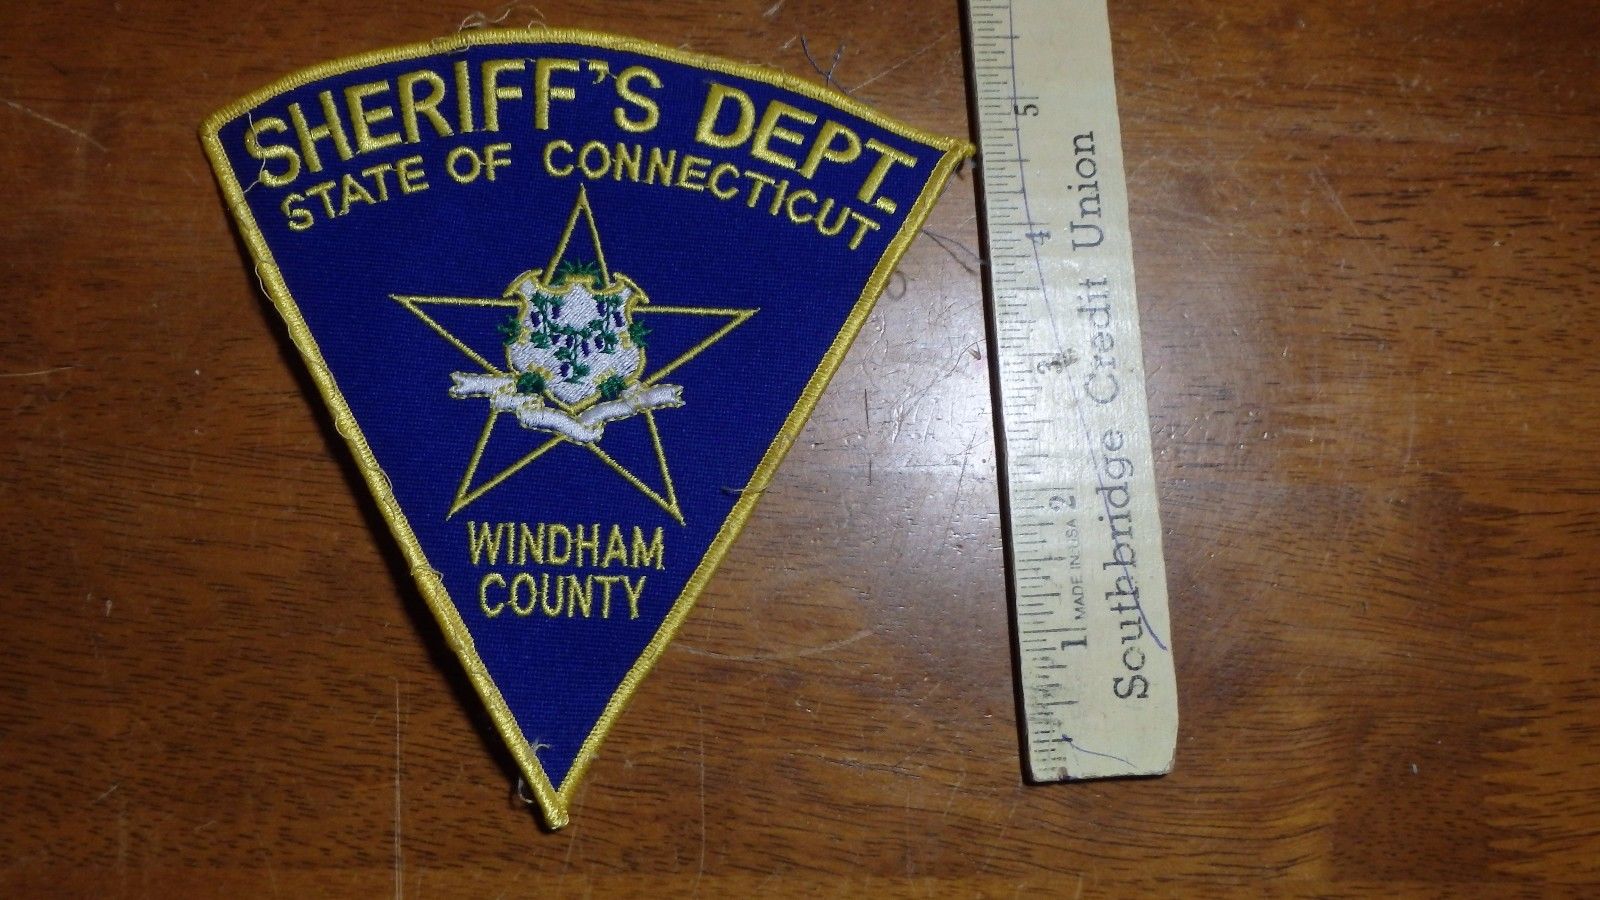 SHERIFF'S DEPT.
STATE OF CONNECTICUT
WINDHAM
COUNTY
Southbridge Credit Union
MADE IN USA
1
2
3
4
5